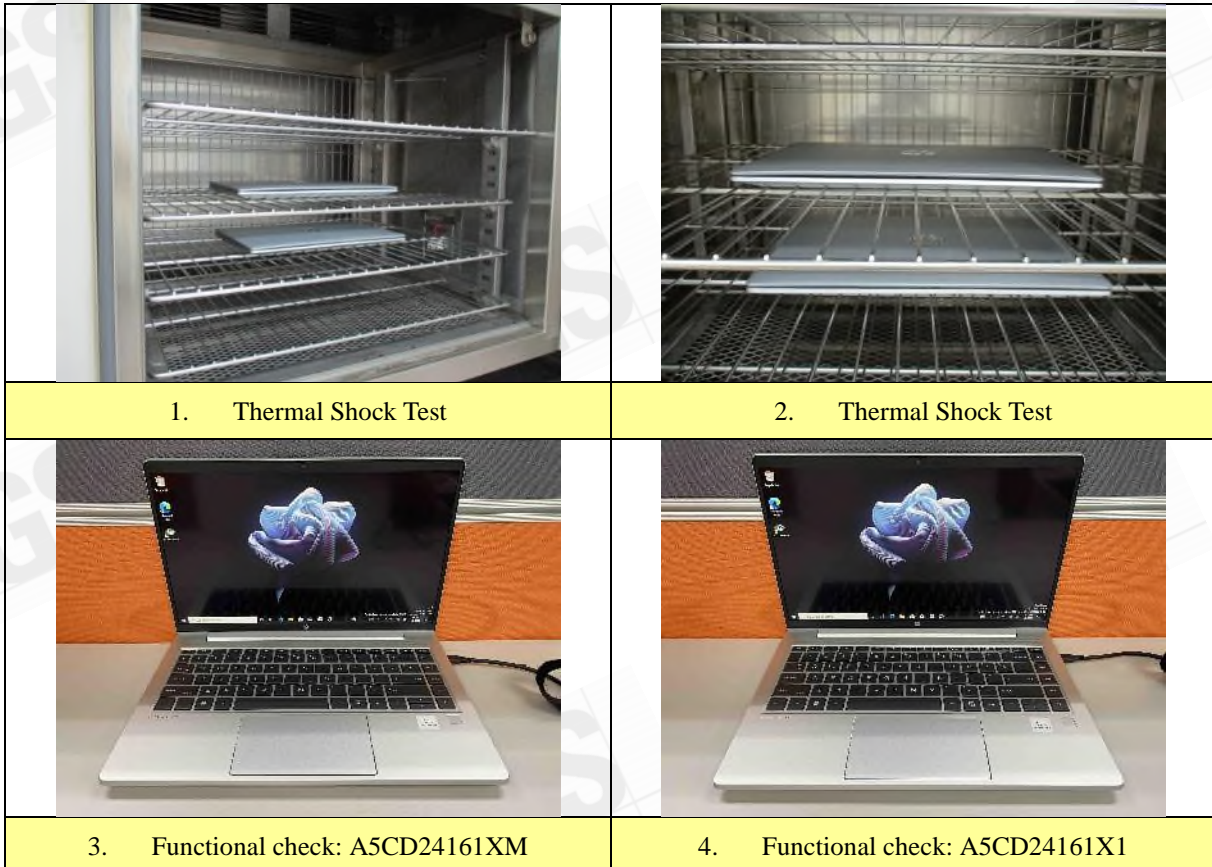 1. Thermal Shock Test
2. Thermal Shock Test
3. Functional check: A5CD24161XM
4. Functional check: A5CD24161X1